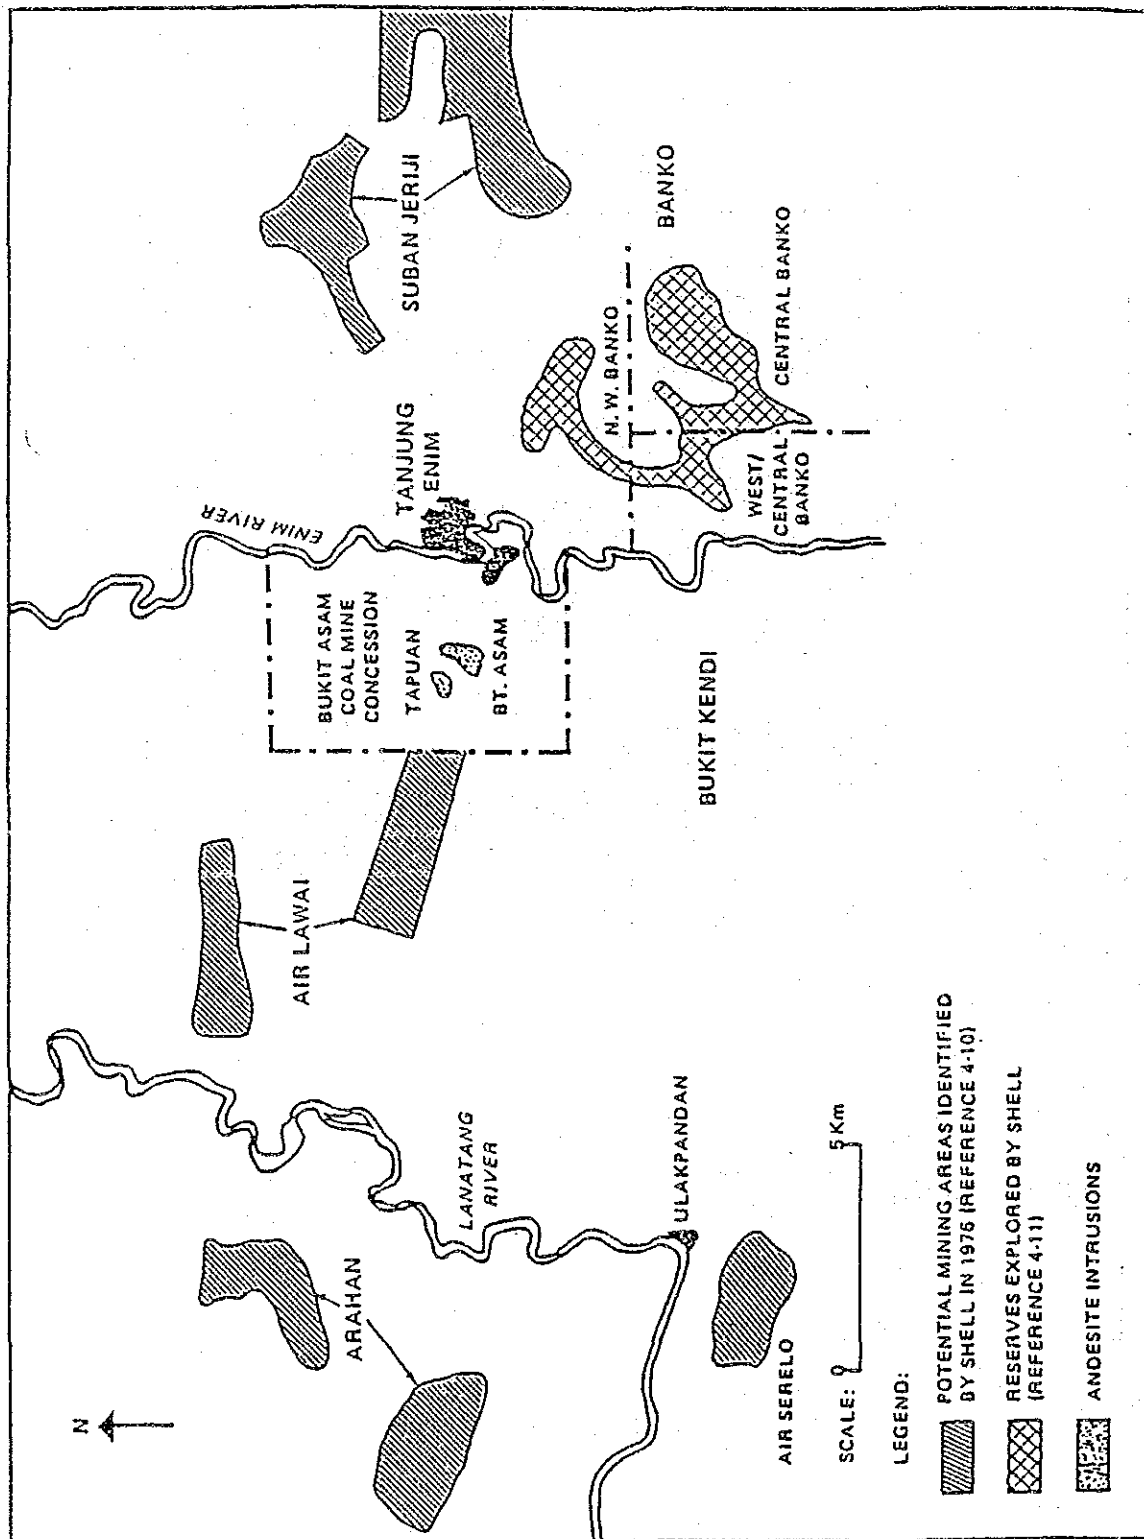 N
ARAHAN
LANATANG
RIVER
AIR LAWAI
BUKIT ASAM
COAL MINE
CONCESSION
TAPUAN
BT. ASAM
ENIM RIVER
TANJUNG
ENIM
SUBAN JERIJI
N. W. BANKO
BANKO
WEST/
CENTRAL
BANKO
CENTRAL BANKO
BUKIT KENDI
ULAKPANDAN
AIR SERELO
SCALE: 0 5 Km
LEGEND:
POTENTIAL MINING AREAS IDENTIFIED
BY SHELL IN 1976 (REFERENCE 4-10)
RESERVES EXPLORED BY SHELL
(REFERENCE 4-11)
ANDESITE INTRUSIONS